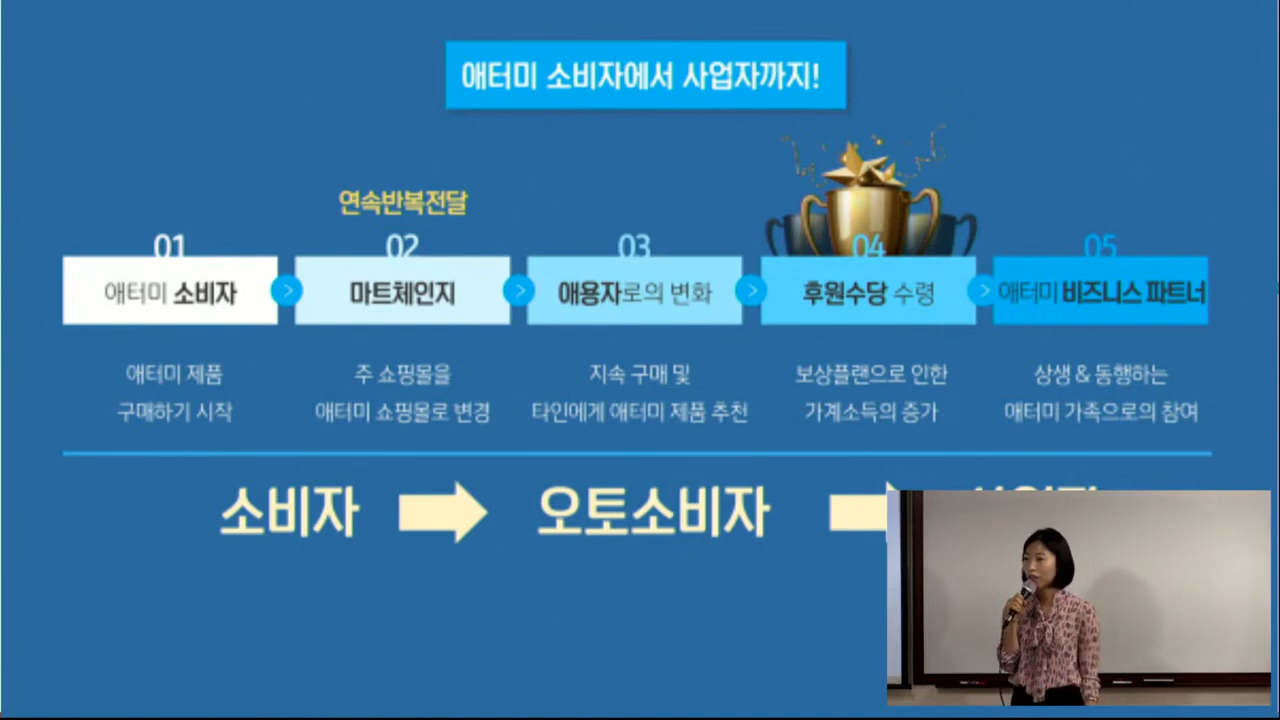 애터미 소비자에서 사업자까지!
연속반복전달
01
애터미 소비자
애터미 제품
구매하기 시작
02
마트체인지
주 쇼핑몰을
애터미 쇼핑몰로 변경
03
애용자로의 변화
지속 구매 및
타인에게 애터미 제품 추천
04
후원수당 수령
보상플랜으로 인한
가계소득의 증가
05
애터미 비즈니스 파트너
상생 & 동행하는
애터미 가족으로의 참여
소비자
오토소비자